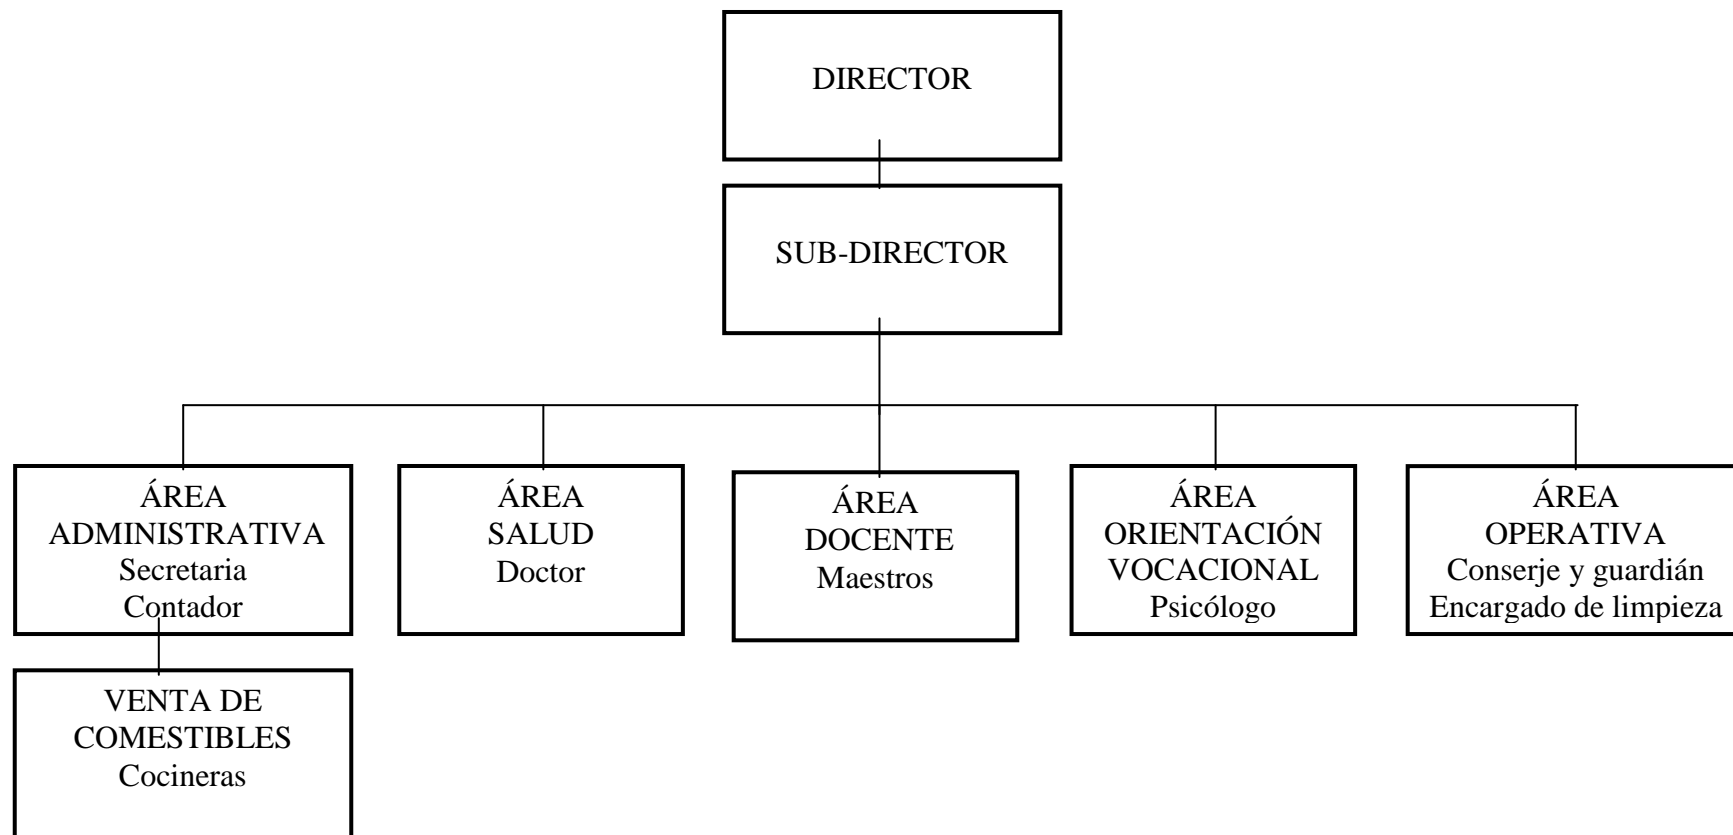 DIRECTOR
SUB-DIRECTOR
ÁREA
ADMINISTRATIVA
Secretaria
Contador
ÁREA
SALUD
Doctor
ÁREA
DOCENTE
Maestros
ÁREA
ORIENTACIÓN
VOCACIONAL
Psicólogo
ÁREA
OPERATIVA
Conserje y guardián
Encargado de limpieza
VENTA DE
COMESTIBLES
Cocineras